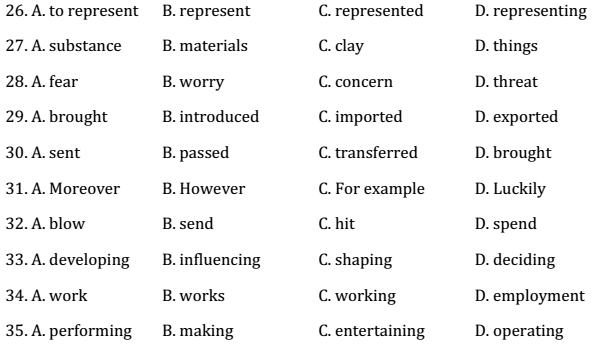 26. A. to represent B. represent C. represented D. representing
27. A. substance B. materials C. clay D. things
28. A. fear B. worry C. concern D. threat
29. A. brought B. introduced C. imported D. exported
30. A. sent B. passed C. transferred D. brought
31. A. Moreover B. However C. For example D. Luckily
32. A. blow B. send C. hit D. spend
33. A. developing B. influencing C. shaping D. deciding
34. A. work B. works C. working D. employment
35. A. performing B. making C. entertaining D. operating